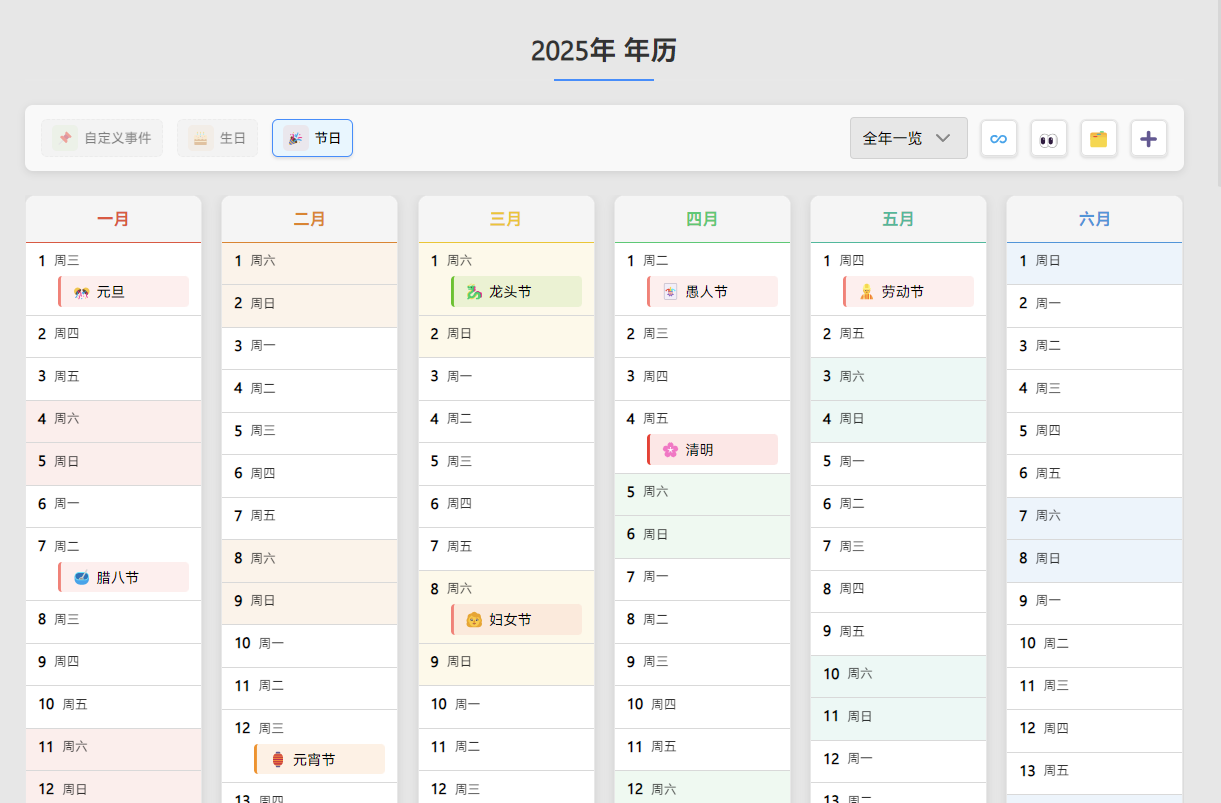 2025年 年历
自定义事件
生日
节日
全年一览
一月
1 周三
元旦
2 周四
3 周五
4 周六
5 周日
6 周一
7 周二
腊八节
8 周三
9 周四
10 周五
11 周六
12 周日
二月
1 周六
2 周日
3 周一
4 周二
5 周三
6 周四
7 周五
8 周六
9 周日
10 周一
11 周二
12 周三
元宵节
13 周四
三月
1 周六
龙头节
2 周日
3 周一
4 周二
5 周三
6 周四
7 周五
8 周六
妇女节
9 周日
10 周一
11 周二
12 周三
四月
1 周二
愚人节
2 周三
3 周四
4 周五
清明
5 周六
6 周日
7 周一
8 周二
9 周三
10 周四
11 周五
12 周六
五月
1 周四
劳动节
2 周五
3 周六
4 周日
5 周一
6 周二
7 周三
8 周四
9 周五
10 周六
11 周日
12 周一
13 周二
六月
1 周日
2 周一
3 周二
4 周三
5 周四
6 周五
7 周六
8 周日
9 周一
10 周二
11 周三
12 周四
13 周五